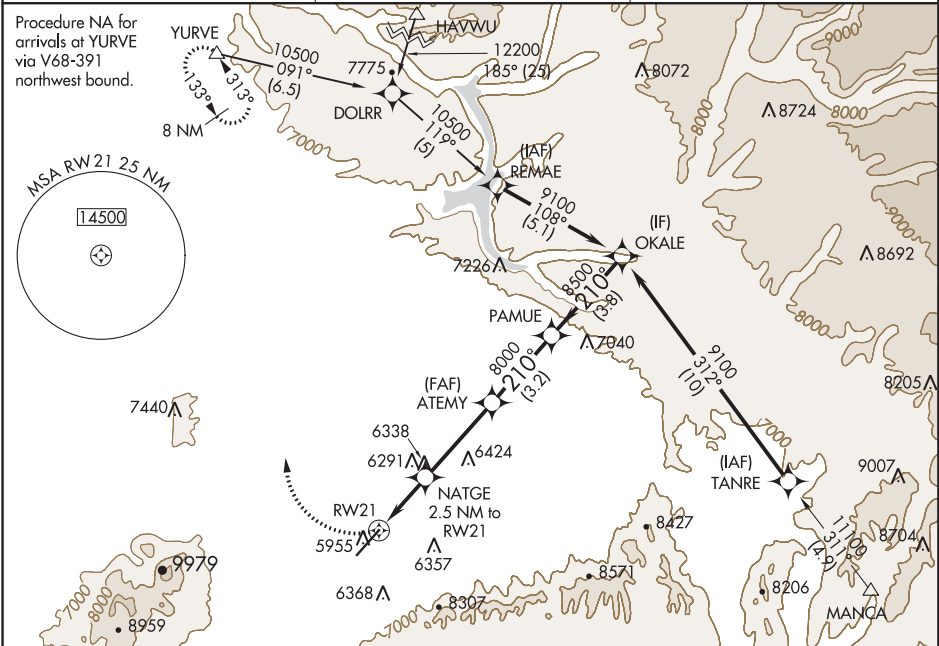 Procedure NA for
arrivals at YURVE
via V68-391
northwest bound.
YURVE
HAVWU
10500
091°
(6.5)
7775
12200
185° (25)
313°
133°
8 NM
DOLRR
10500
119°
(5)
7000
8072
8724
9000
8000
8000
(IAF)
REMAE
9100
108°
(5.1)
(IF)
OKALE
MSA RW21 25 NM
14500
7226
8500
210°
(3.8)
8692
PAMUE
7040
8000
210°
(3.2)
9100
312°
(10)
(FAF)
ATEMY
8205
7440
7000
6338
6291
6424
(IAF)
TANRE
9007
NATGE
2.5 NM to
RW21
RW21
5955
6357
8427
11100
311°
(4.9)
8704
9979
7000
8000
8959
6368
8571
8307
7000
8206
MANCA
9000